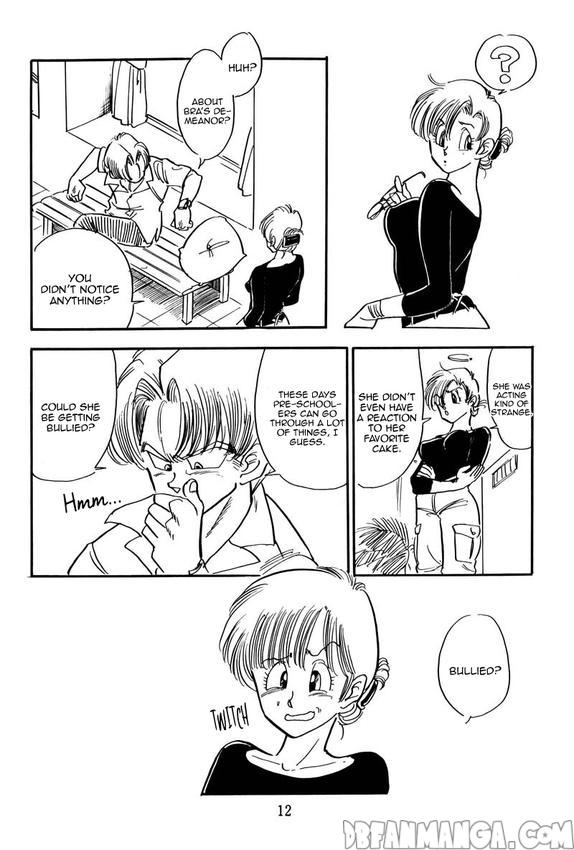 ?
HUH?
ABOUT
BRA'S DE-
MEANOR?
YOU
DIDN'T NOTICE
ANYTHING?
SHE WAS
ACTING
KIND OF
STRANGE.
SHE DIDN'T
EVEN HAVE
A REACTION
TO HER
FAVORITE
CAKE.
THESE DAYS
PRE-SCHOOL-
ERS CAN GO
THROUGH A LOT
OF THINGS, I
GUESS.
COULD SHE
BE GETTING
BULLIED?
Hmm...
BULLIED?
TWITCH
12
DBFANMANGA.COM